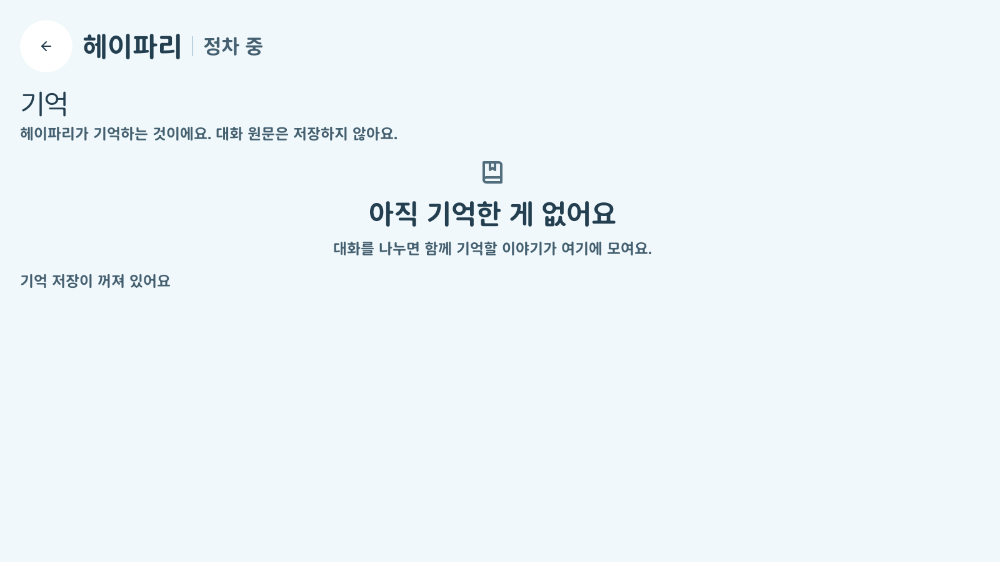 헤이파리 정차 중
기억
헤이파리가 기억하는 것이에요. 대화 원문은 저장하지 않아요.
아직 기억한 게 없어요
대화를 나누면 함께 기억할 이야기가 여기에 모여요.
기억 저장이 꺼져 있어요